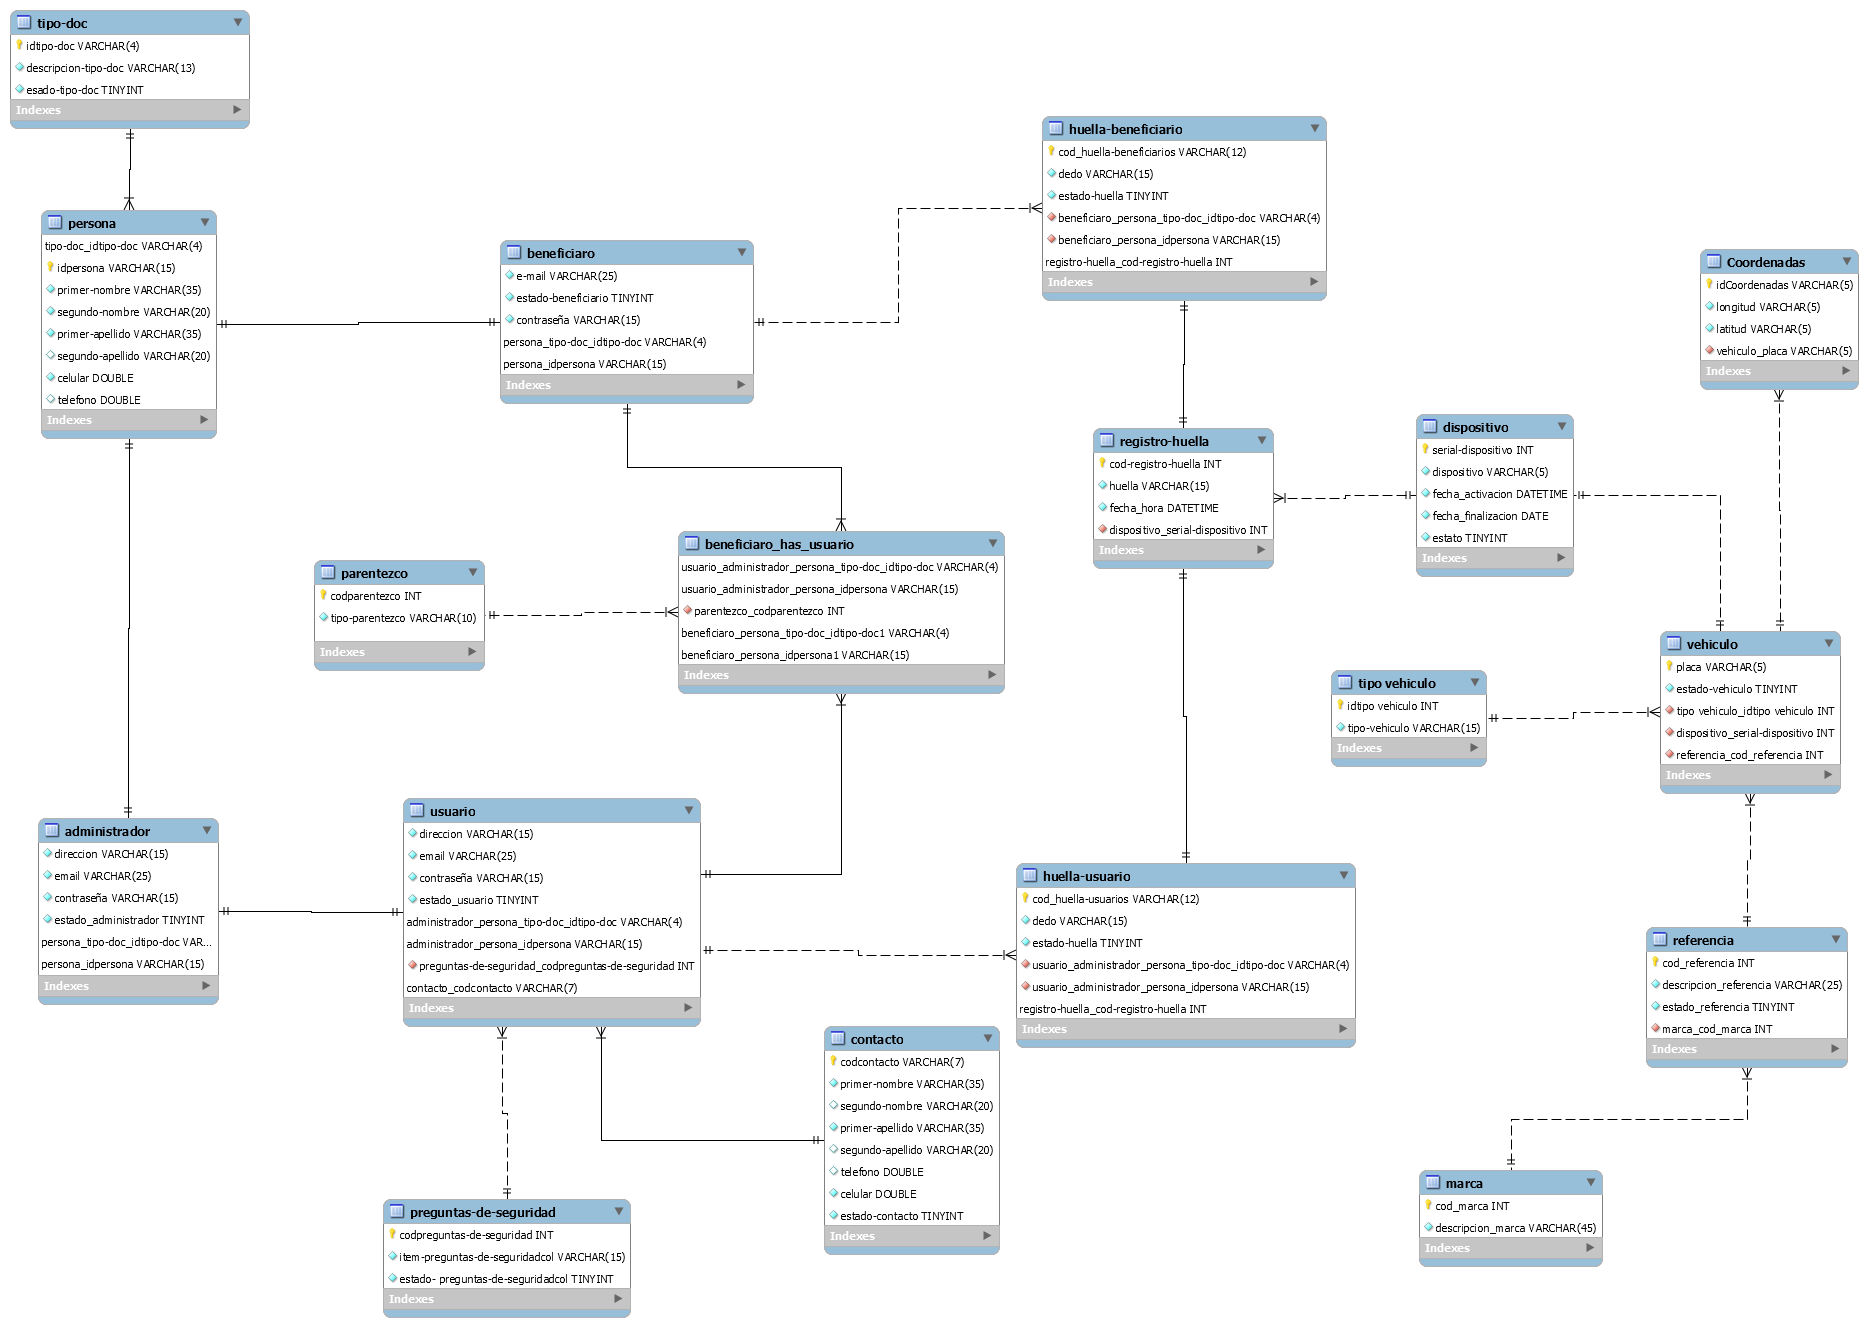 tipo-doc
idtipo-doc VARCHAR(4)
descripcion-tipo-doc VARCHAR(13)
esado-tipo-doc TINYINT
Indexes
persona
tipo-doc_idtipo-doc VARCHAR(4)
idpersona VARCHAR(15)
primer-nombre VARCHAR(35)
segundo-nombre VARCHAR(20)
primer-apellido VARCHAR(35)
segundo-apellido VARCHAR(20)
celular DOUBLE
telefono DOUBLE
Indexes
beneficiaro
e-mail VARCHAR(25)
estado-beneficiario TINYINT
contraseña VARCHAR(15)
persona_tipo-doc_idtipo-doc VARCHAR(4)
persona_idpersona VARCHAR(15)
Indexes
huella-beneficiario
cod_huella-beneficiarios VARCHAR(12)
dedo VARCHAR(15)
estado-huella TINYINT
beneficiaro_persona_tipo-doc_idtipo-doc VARCHAR(4)
beneficiaro_persona_idpersona VARCHAR(15)
registro-huella_cod-registro-huella INT
Indexes
Coordenadas
idCoordenadas VARCHAR(5)
longitud VARCHAR(5)
latitud VARCHAR(5)
vehiculo_placa VARCHAR(5)
Indexes
registro-huella
cod-registro-huella INT
huella VARCHAR(15)
fecha_hora DATETIME
dispositivo_serial-dispositivo INT
Indexes
dispositivo
serial-dispositivo INT
dispositivo VARCHAR(5)
fecha_activacion DATETIME
fecha_finalizacion DATE
estato TINYINT
Indexes
parentezco
codparentezco INT
tipo-parentezco VARCHAR(10)
Indexes
beneficiaro_has_usuario
usuario_administrador_persona_tipo-doc_idtipo-doc VARCHAR(4)
usuario_administrador_persona_idpersona VARCHAR(15)
parentezco_codparentezco INT
beneficiaro_persona_tipo-doc_idtipo-doc1 VARCHAR(4)
beneficiaro_persona_idpersona1 VARCHAR(15)
Indexes
tipo vehiculo
idtipo vehiculo INT
tipo-vehiculo VARCHAR(15)
Indexes
vehiculo
placa VARCHAR(5)
estado-vehiculo TINYINT
tipo vehiculo_idtipo vehiculo INT
dispositivo_serial-dispositivo INT
referencia_cod_referencia INT
Indexes
administrador
direccion VARCHAR(15)
email VARCHAR(25)
contraseña VARCHAR(15)
estado_administrador TINYINT
persona_tipo-doc_idtipo-doc VAR...
persona_idpersona VARCHAR(15)
Indexes
usuario
direccion VARCHAR(15)
email VARCHAR(25)
contraseña VARCHAR(15)
estado_usuario TINYINT
administrador_persona_tipo-doc_idtipo-doc VARCHAR(4)
administrador_persona_idpersona VARCHAR(15)
preguntas-de-seguridad_codpreguntas-de-seguridad INT
contacto_codcontacto VARCHAR(7)
Indexes
huella-usuario
cod_huella-usuarios VARCHAR(12)
dedo VARCHAR(15)
estado-huella TINYINT
usuario_administrador_persona_tipo-doc_idtipo-doc VARCHAR(4)
usuario_administrador_persona_idpersona VARCHAR(15)
registro-huella_cod-registro-huella INT
Indexes
referencia
cod_referencia INT
descripcion_referencia VARCHAR(25)
estado_referencia TINYINT
marca_cod_marca INT
Indexes
contacto
codcontacto VARCHAR(7)
primer-nombre VARCHAR(35)
segundo-nombre VARCHAR(20)
primer-apellido VARCHAR(35)
segundo-apellido VARCHAR(20)
telefono DOUBLE
celular DOUBLE
estado-contacto TINYINT
Indexes
preguntas-de-seguridad
codpreguntas-de-seguridad INT
item-preguntas-de-seguridadcol VARCHAR(15)
estado- preguntas-de-seguridadcol TINYINT
Indexes
marca
cod_marca INT
descripcion_marca VARCHAR(45)
Indexes